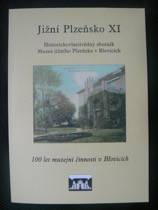 Jižní Plzeňsko XI
Historickovlastivědný sborník
Muzea jižního Plzeňska v Blovicích
100 let muzejní činnosti v Blovicích